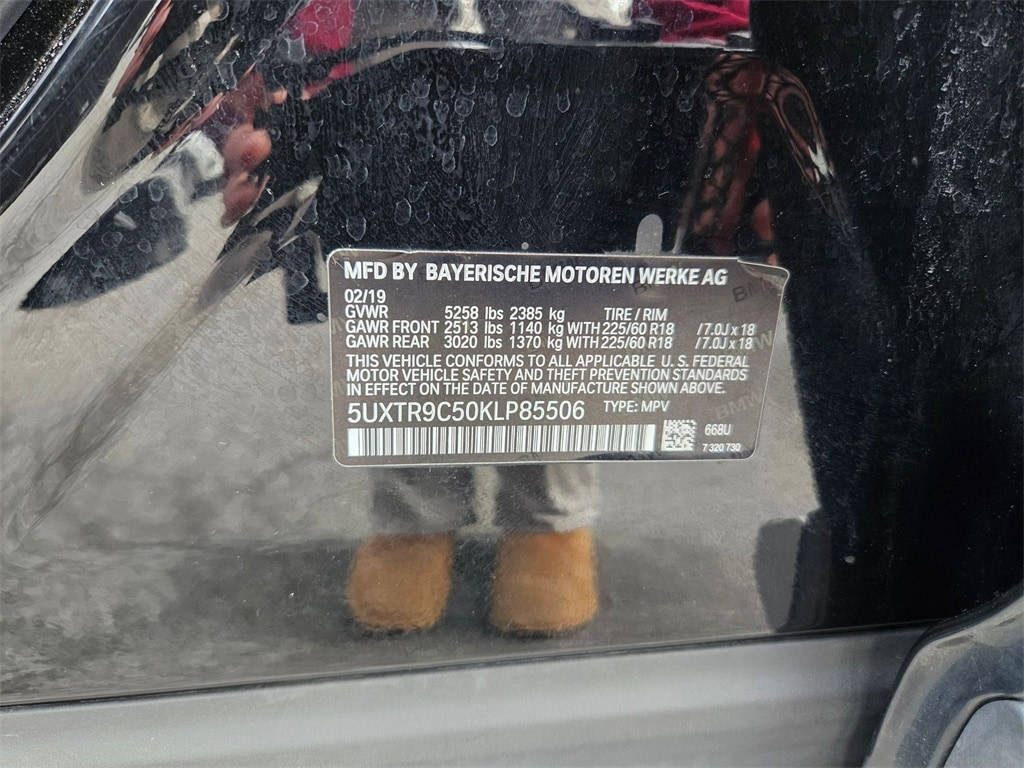 MFD BY BAYERISCHE MOTOREN WERKE AG
02/19
GVWR 5258 lbs 2385 kg TIRE / RIM
GAWR FRONT 2513 lbs 1140 kg WITH 225/60 R18 / 7.0J x 18
GAWR REAR 3020 lbs 1370 kg WITH 225/60 R18 / 7.0J x 18
THIS VEHICLE CONFORMS TO ALL APPLICABLE U.S. FEDERAL
MOTOR VEHICLE SAFETY AND THEFT PREVENTION STANDARDS
IN EFFECT ON THE DATE OF MANUFACTURE SHOWN ABOVE.
5UXTR9C50KLP85506 TYPE: MPV
668U
7 320 730
BMW
BMW
BMW